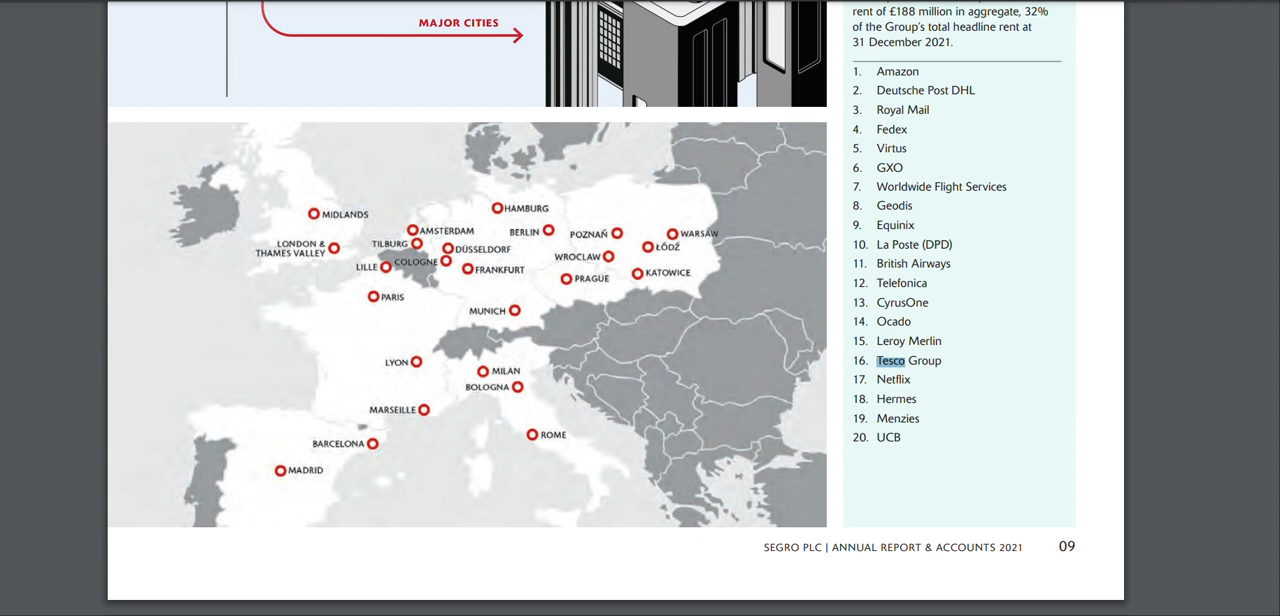 MAJOR CITIES
rent of £188 million in aggregate, 32%
of the Group's total headline rent at
31 December 2021.
1. Amazon
2. Deutsche Post DHL
3. Royal Mail
4. Fedex
5. Virtus
6. GXO
7. Worldwide Flight Services
8. Geodis
9. Equinix
10. La Poste (DPD)
11. British Airways
12. Telefonica
13. CyrusOne
14. Ocado
15. Leroy Merlin
16. Tesco Group
17. Netflix
18. Hermes
19. Menzies
20. UCB
MIDLANDS
LONDON &
THAMES VALLEY
HAMBURG
AMSTERDAM
BERLIN
TILBURG
DÜSSELDORF
COLOGNE
LILLE
FRANKFURT
POZNAŃ
WARSAW
ŁÓDŹ
WROCLAW
KATOWICE
PRAGUE
PARIS
MUNICH
LYON
MILAN
BOLOGNA
MARSEILLE
ROME
BARCELONA
MADRID
SEGRO PLC | ANNUAL REPORT & ACCOUNTS 2021 09